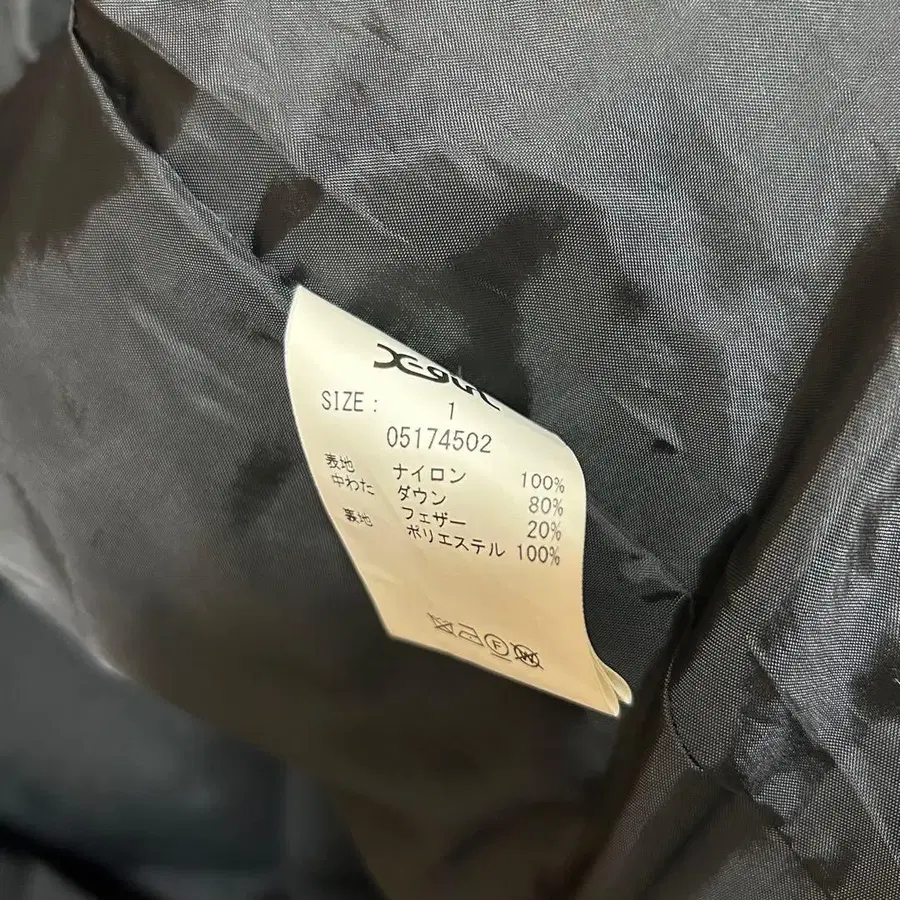 X-girl
SIZE: 1
05174502
表地 ナイロン 100%
中わた ダウン 80%
フェザー 20%
裏地 ポリエステル 100%
F W